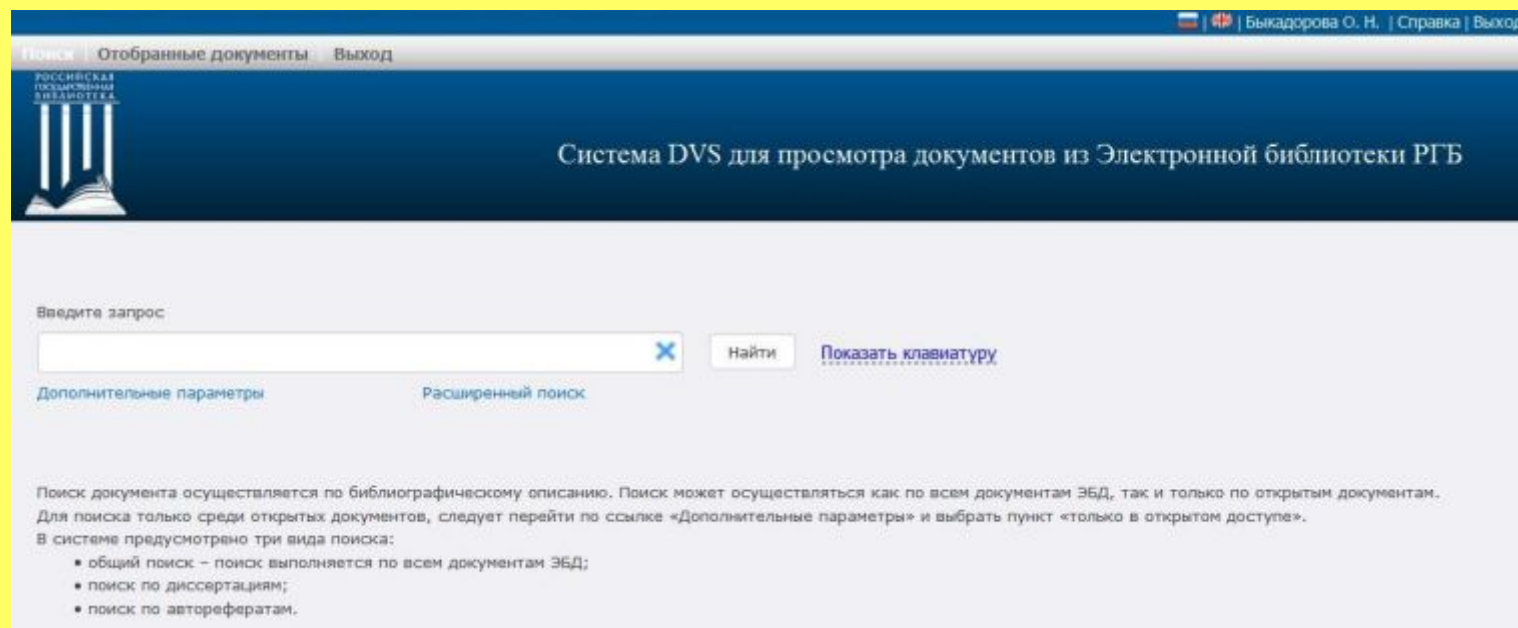 | Быкадорова О. Н. | Справка | Выход
Поиск Отобранные документы Выход
РОССИЙСКАЯ
ГОСУДАРСТВЕННАЯ
БИБЛИОТЕКА
Система DVS для просмотра документов из Электронной библиотеки РГБ
Введите запрос
Найти Показать клавиатуру
Дополнительные параметры Расширенный поиск
Поиск документа осуществляется по библиографическому описанию. Поиск может осуществляться как по всем документам ЭБД, так и только по открытым документам.
Для поиска только среди открытых документов, следует перейти по ссылке «Дополнительные параметры» и выбрать пункт «только в открытом доступе».
В системе предусмотрено три вида поиска:
• общий поиск – поиск выполняется по всем документам ЭБД;
• поиск по диссертациям;
• поиск по авторефератам.